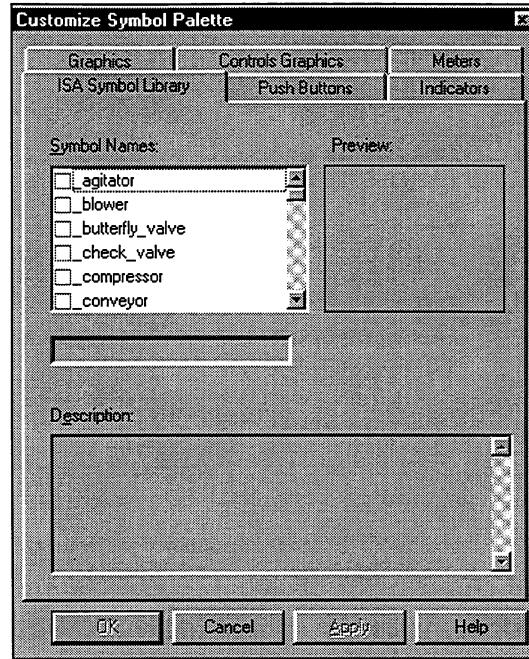 Customize Symbol Palette
Graphics Controls Graphics Meters
ISA Symbol Library Push Buttons Indicators
Symbol Names: Preview:
_agitator
_blower
_butterfly_valve
_check_valve
_compressor
_conveyor
Description:
OK Cancel Apply Help